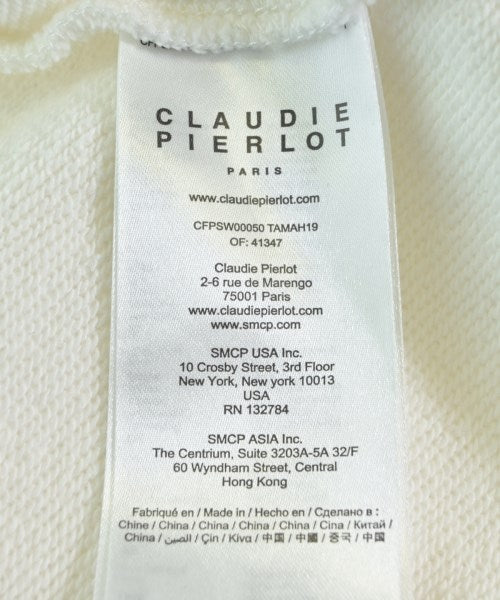 CLAUDIE
PIERLOT
PARIS
www.claudiepierlot.com
CFPSW00050 TAMAH19
OF: 41347
Claudie Pierlot
2-6 rue de Marengo
75001 Paris
www.claudiepierlot.com
www.smcp.com
SMCP USA Inc.
10 Crosby Street, 3rd Floor
New York, New york 10013
USA
RN 132784
SMCP ASIA Inc.
The Centrium, Suite 3203A-5A 32/F
60 Wyndham Street, Central
Hong Kong
Fabriqué en / Made in / Hecho en / Сделано в :
Chine / China / China / China / China / Cina / Китай /
China / الصين / Çin / Κίνα / 中国 / 中國 / 중국 / 中国